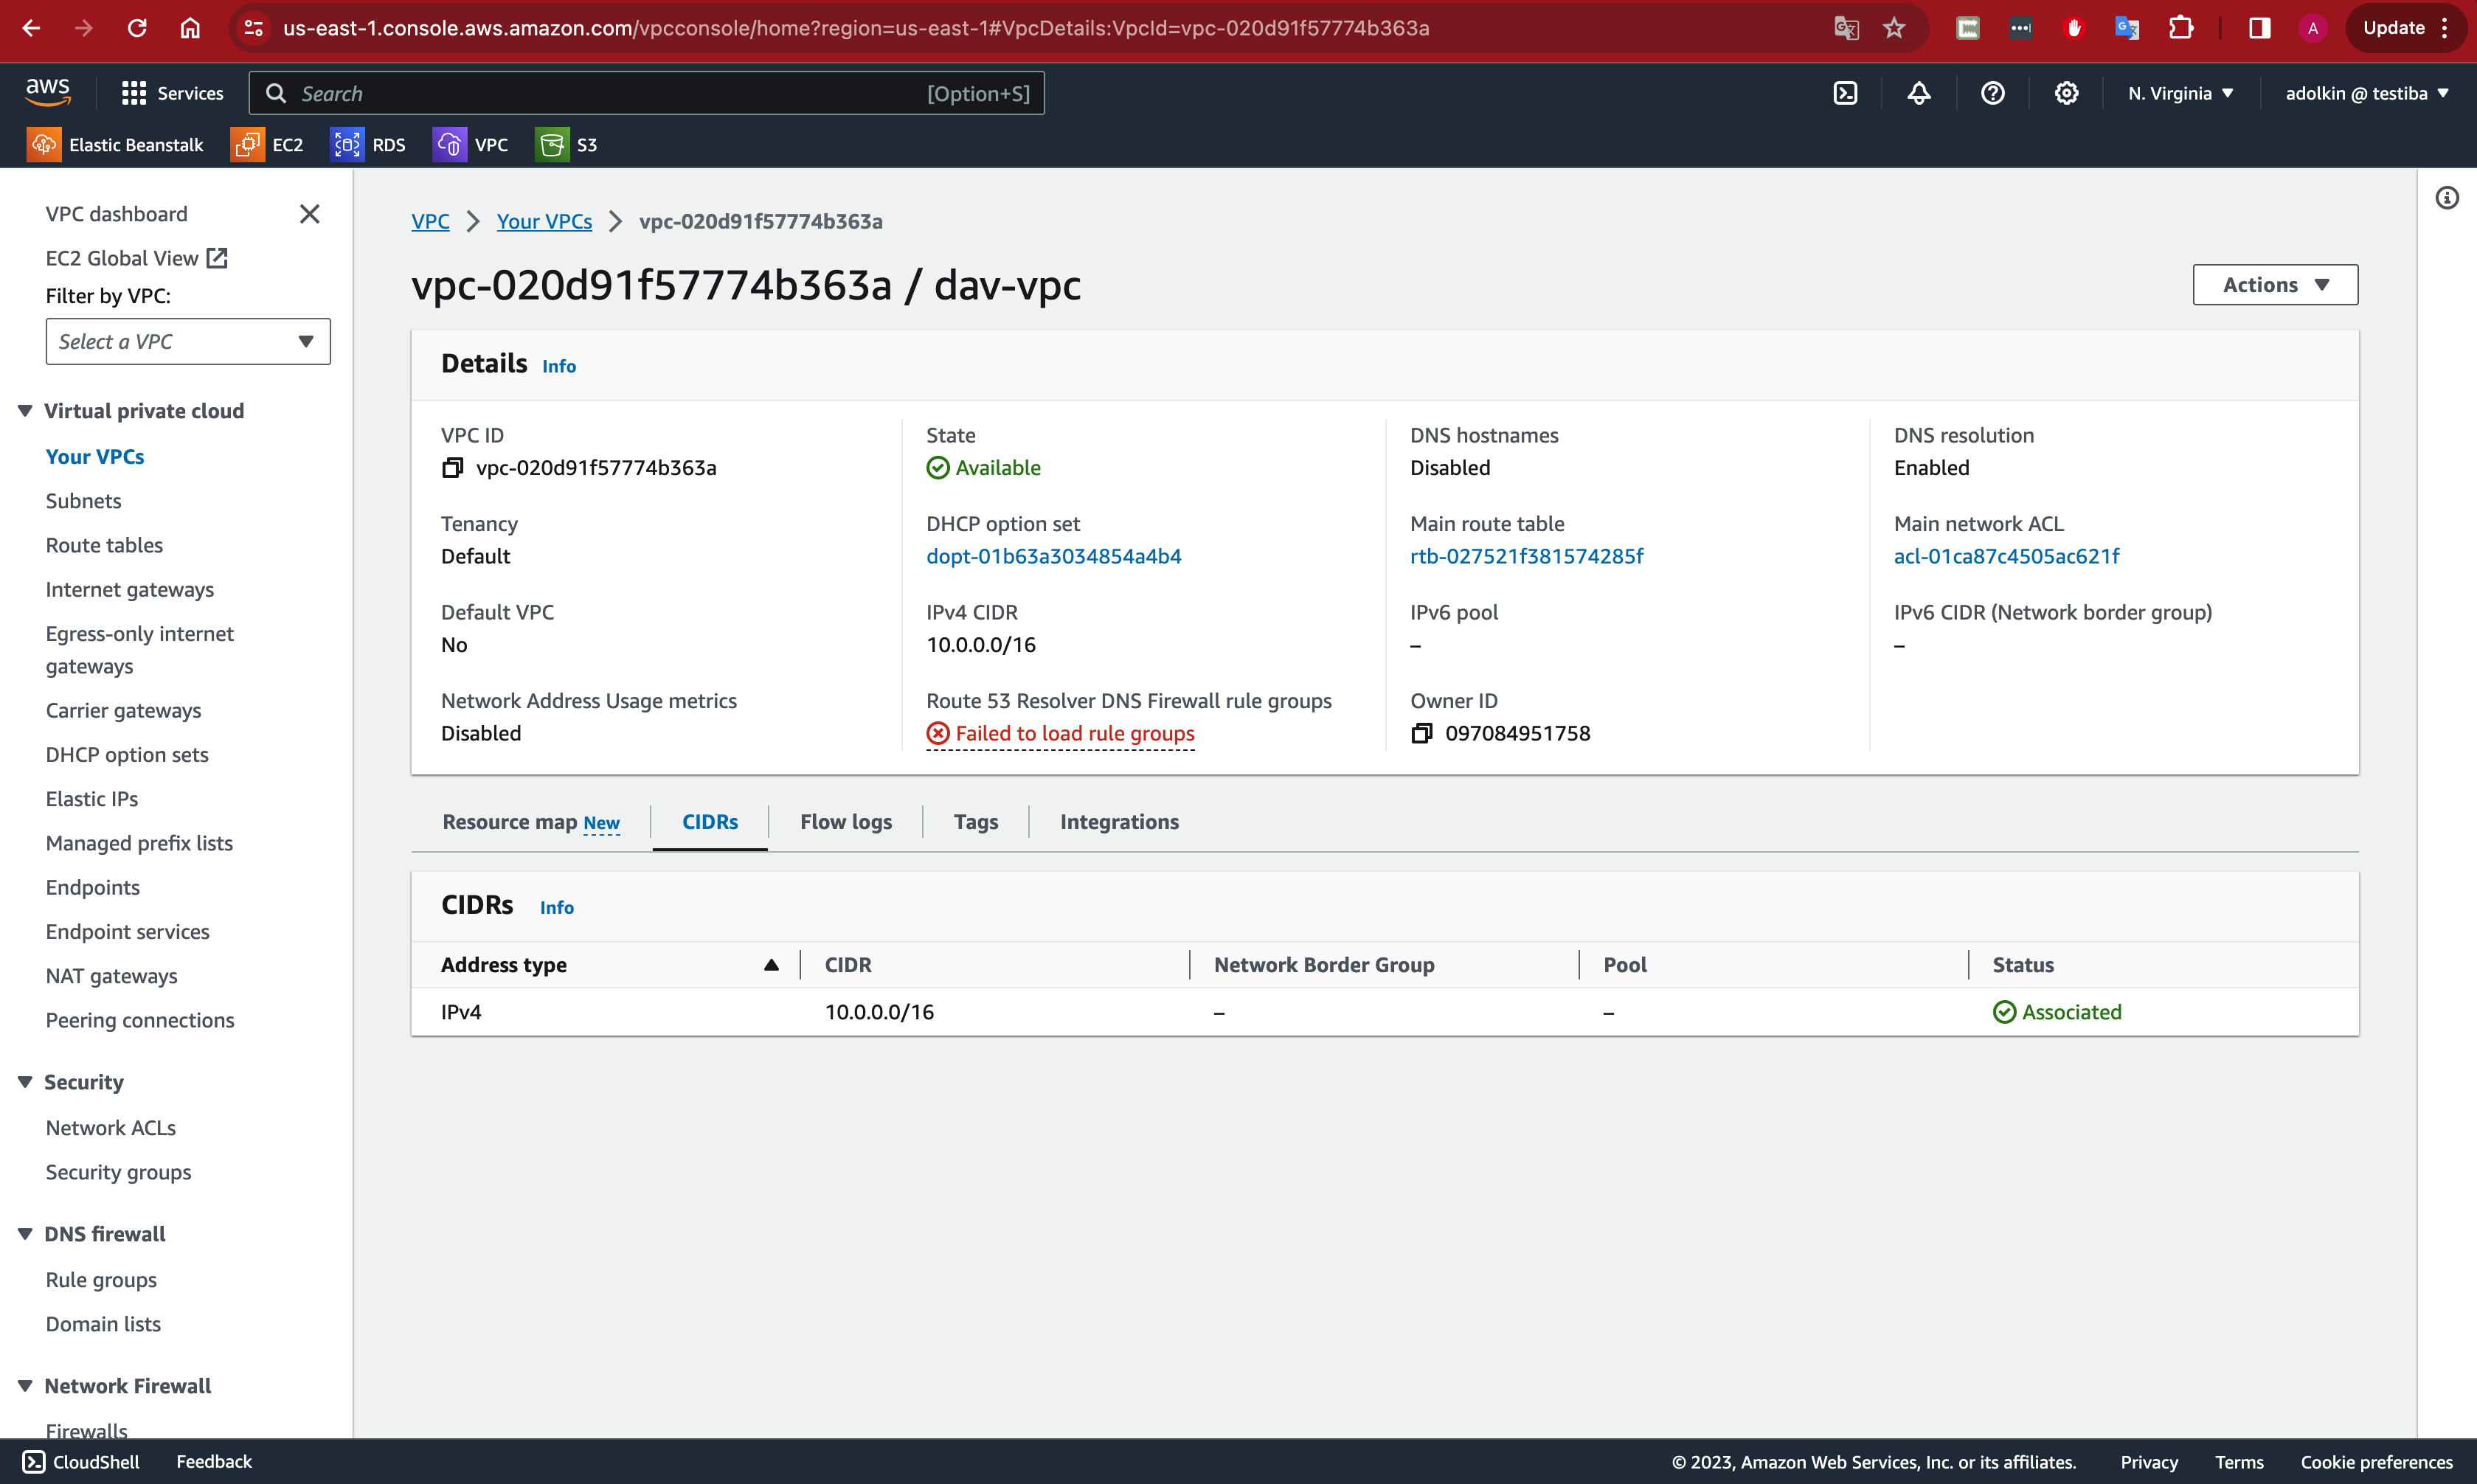 us-east-1.console.aws.amazon.com/vpcconsole/home?region=us-east-1#VpcDetails:VpcId=vpc-020d91f57774b363a
A
Update
aws
Services
Search
[Option+S]
N. Virginia
adolkin @ testiba
Elastic Beanstalk
EC2
RDS
VPC
S3
VPC dashboard
EC2 Global View
Filter by VPC:
Select a VPC
Virtual private cloud
Your VPCs
Subnets
Route tables
Internet gateways
Egress-only internet
gateways
Carrier gateways
DHCP option sets
Elastic IPs
Managed prefix lists
Endpoints
Endpoint services
NAT gateways
Peering connections
Security
Network ACLs
Security groups
DNS firewall
Rule groups
Domain lists
Network Firewall
Firewalls
VPC
Your VPCs
vpc-020d91f57774b363a
vpc-020d91f57774b363a / dav-vpc
Actions
Details Info
VPC ID
vpc-020d91f57774b363a
State
Available
DNS hostnames
Disabled
DNS resolution
Enabled
Tenancy
Default
DHCP option set
dopt-01b63a3034854a4b4
Main route table
rtb-027521f381574285f
Main network ACL
acl-01ca87c4505ac621f
Default VPC
No
IPv4 CIDR
10.0.0.0/16
IPv6 pool
–
IPv6 CIDR (Network border group)
–
Network Address Usage metrics
Disabled
Route 53 Resolver DNS Firewall rule groups
Failed to load rule groups
Owner ID
097084951758
Resource map New
CIDRs
Flow logs
Tags
Integrations
CIDRs Info
Address type
CIDR
Network Border Group
Pool
Status
IPv4
10.0.0.0/16
–
–
Associated
CloudShell
Feedback
© 2023, Amazon Web Services, Inc. or its affiliates.
Privacy
Terms
Cookie preferences